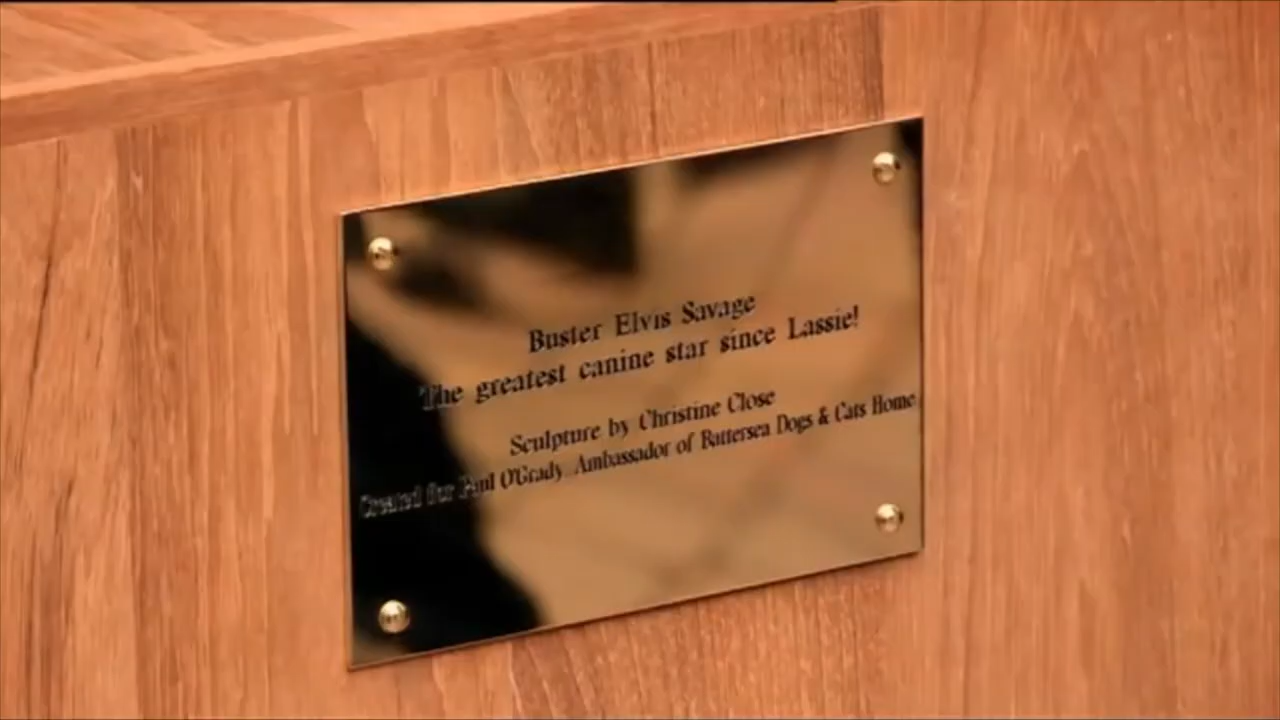 Buster Elvis Savage
The greatest canine star since Lassie!
Sculpture by Christine Close
Created for Paul O'Grady, Ambassador of Battersea Dogs & Cats Home